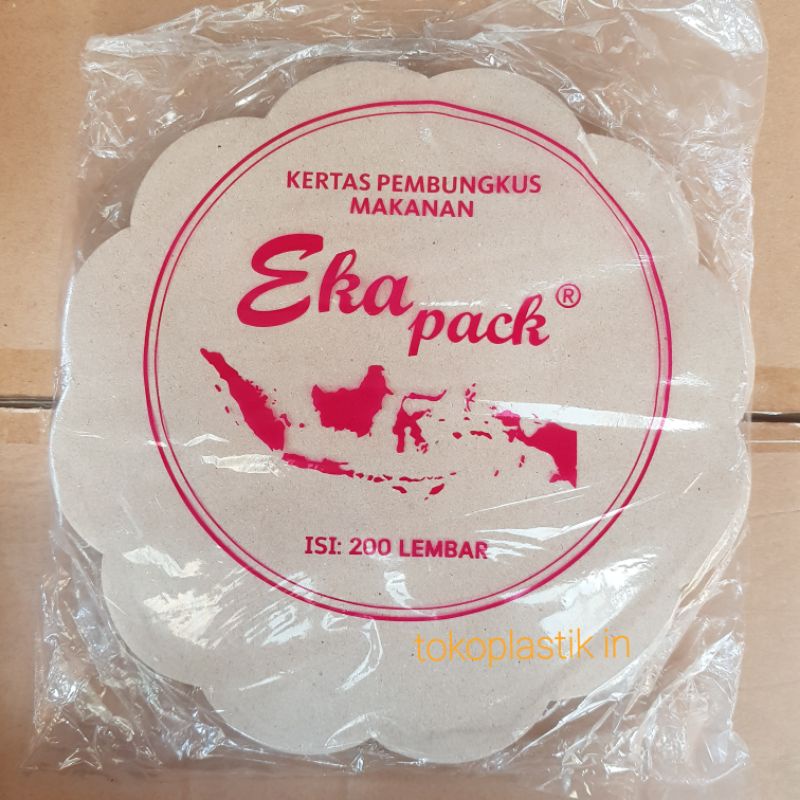 KERTAS PEMBUNGKUS
MAKANAN
Eka
pack®
ISI: 200 LEMBAR
tokoplastik in